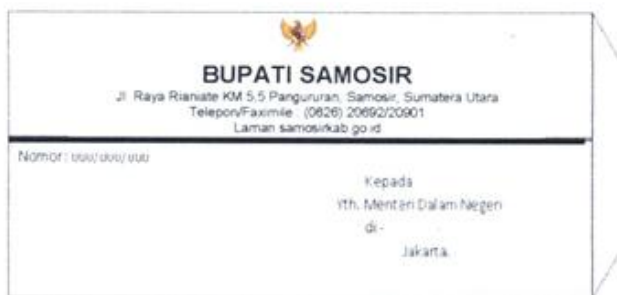 BUPATI SAMOSIR
Jl. Raya Rianiate KM 5,5 Pangururan, Samosir, Sumatera Utara
Telepon/Faximile : (0626) 20692/20901
Laman samosirkab.go.id
Nomor : 000/000/000
Kepada
Yth. Menteri Dalam Negeri
di -
Jakarta.